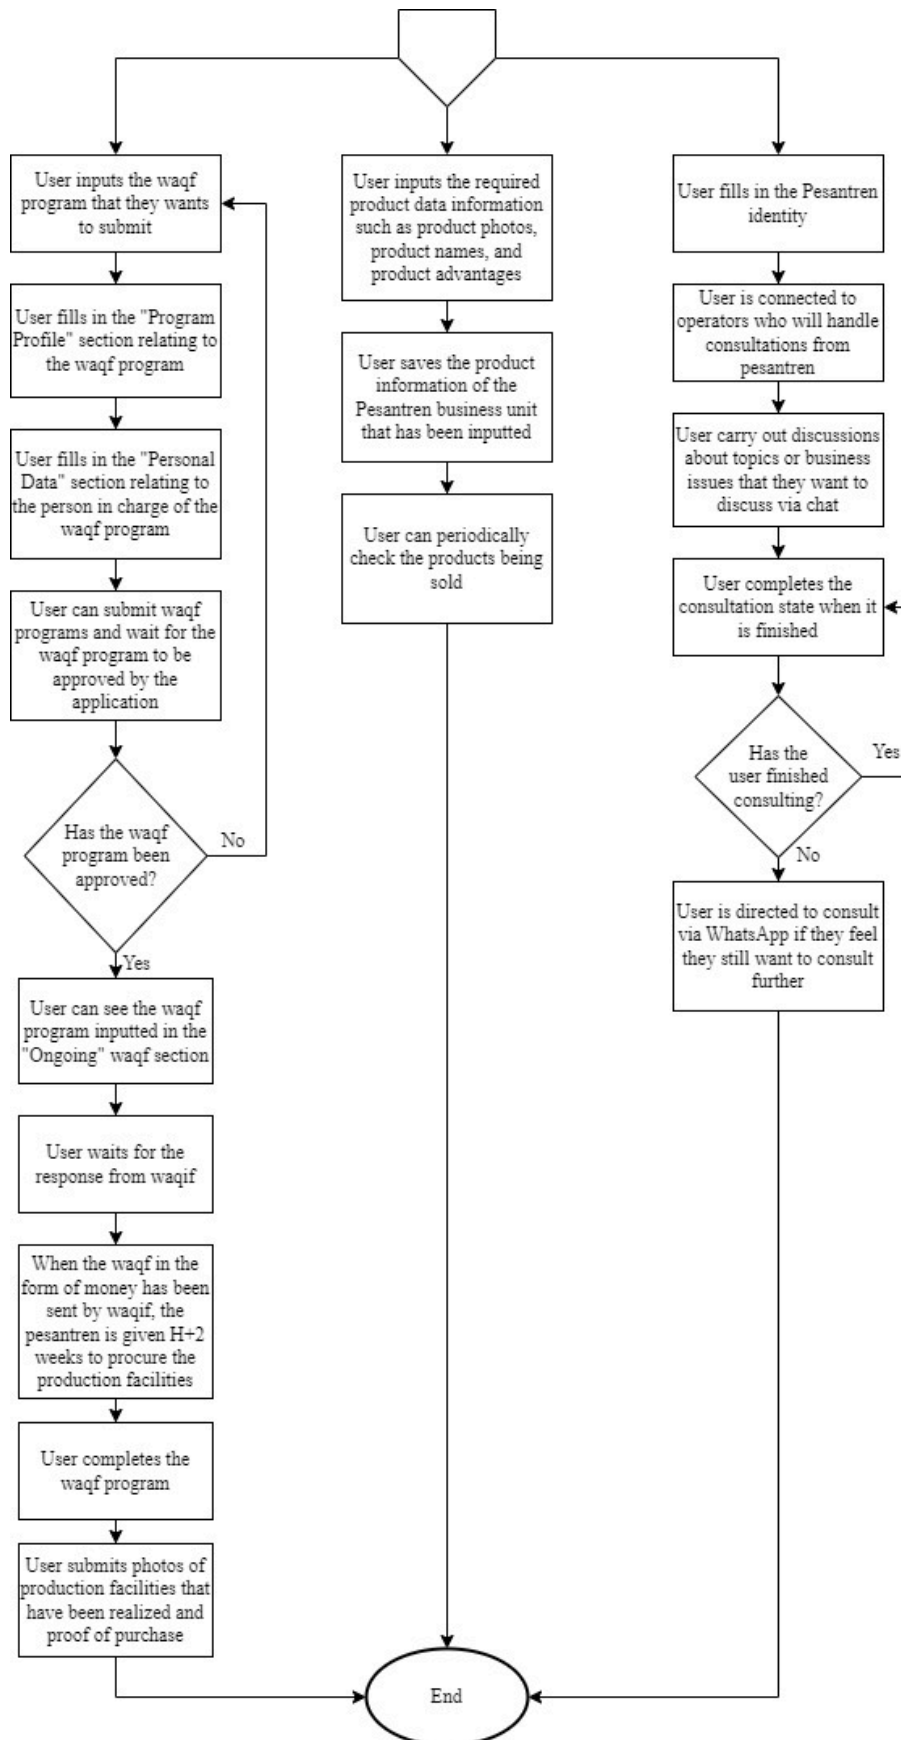 User inputs the waqf
program that they wants
to submit
User fills in the "Program
Profile" section relating to
the waqf program
User fills in the "Personal
Data" section relating to
the person in charge of the
waqf program
User can submit waqf
programs and wait for the
waqf program to be
approved by the
application
Has the waqf
program been
approved?
No
Yes
User can see the waqf
program inputted in the
"Ongoing" waqf section
User waits for the
response from waqif
When the waqf in the
form of money has been
sent by waqif, the
pesantren is given H+2
weeks to procure the
production facilities
User completes the
waqf program
User submits photos of
production facilities that
have been realized and
proof of purchase
User inputs the required
product data information
such as product photos,
product names, and
product advantages
User saves the product
information of the
Pesantren business unit
that has been inputted
User can periodically
check the products being
sold
User fills in the Pesantren
identity
User is connected to
operators who will handle
consultations from
pesantren
User carry out discussions
about topics or business
issues that they want to
discuss via chat
User completes the
consultation state when it
is finished
Has the
user finished
consulting?
Yes
No
User is directed to consult
via WhatsApp if they feel
they still want to consult
further
End